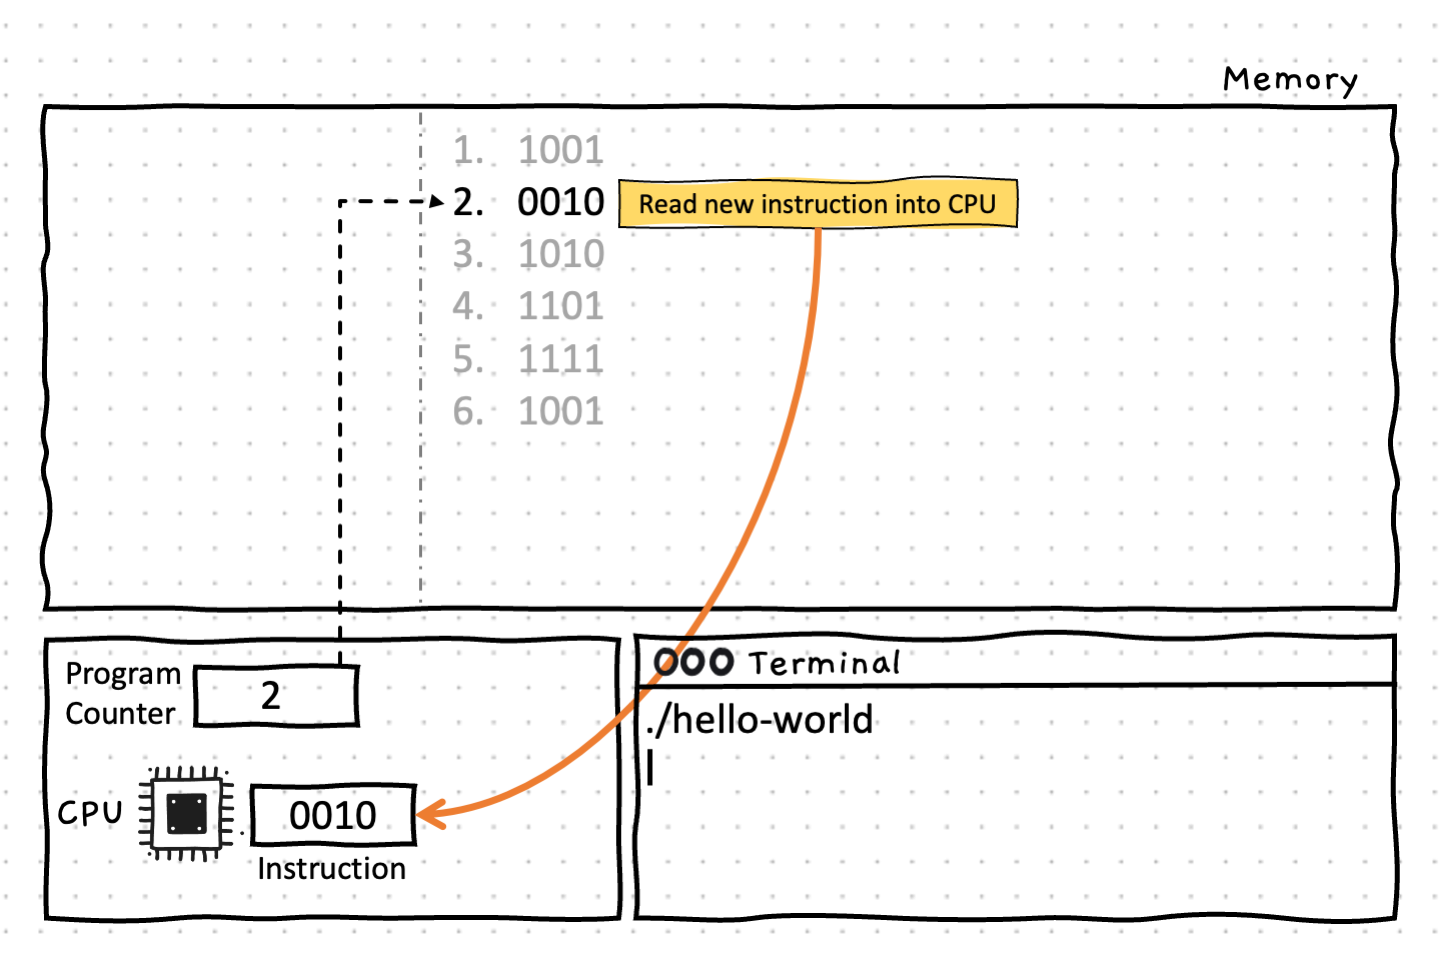 Memory
1. 1001
2. 0010 Read new instruction into CPU
3. 1010
4. 1101
5. 1111
6. 1001
Program
Counter
2
CPU
0010
Instruction
Terminal
./hello-world